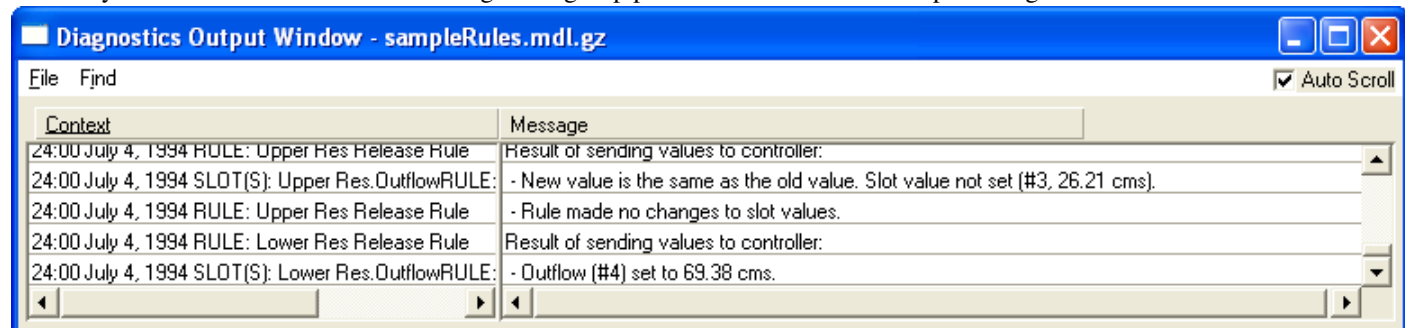 Diagnostics Output Window - sampleRules.mdl.gz
File Find Auto Scroll
Context Message
24:00 July 4, 1994 RULE: Upper Res Release Rule Result of sending values to controller:
24:00 July 4, 1994 SLOT(S): Upper Res.OutflowRULE: - New value is the same as the old value. Slot value not set (#3, 26.21 cms).
24:00 July 4, 1994 RULE: Upper Res Release Rule - Rule made no changes to slot values.
24:00 July 4, 1994 RULE: Lower Res Release Rule Result of sending values to controller:
24:00 July 4, 1994 SLOT(S): Lower Res.OutflowRULE: - Outflow (#4) set to 69.38 cms.